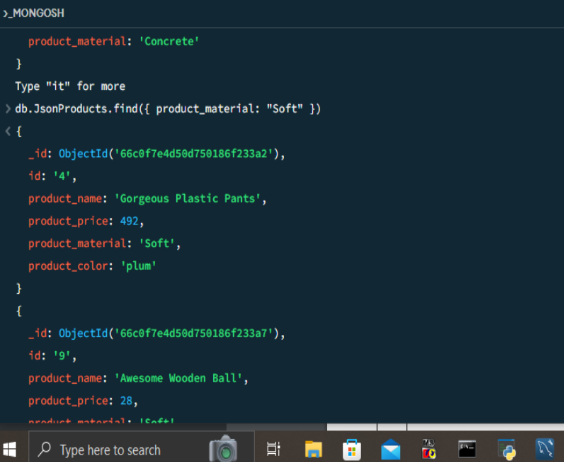 >_MONGOSH
product_material: 'Concrete'
}
Type "it" for more
> db.JsonProducts.find({ product_material: "Soft" })
< {
_id: ObjectId('66c0f7e4d50d750186f233a2'),
id: '4',
product_name: 'Gorgeous Plastic Pants',
product_price: 492,
product_material: 'Soft',
product_color: 'plum'
}
{
_id: ObjectId('66c0f7e4d50d750186f233a7'),
id: '9',
product_name: 'Awesome Wooden Ball',
product_price: 28,
product_material: 'Soft'
Type here to search